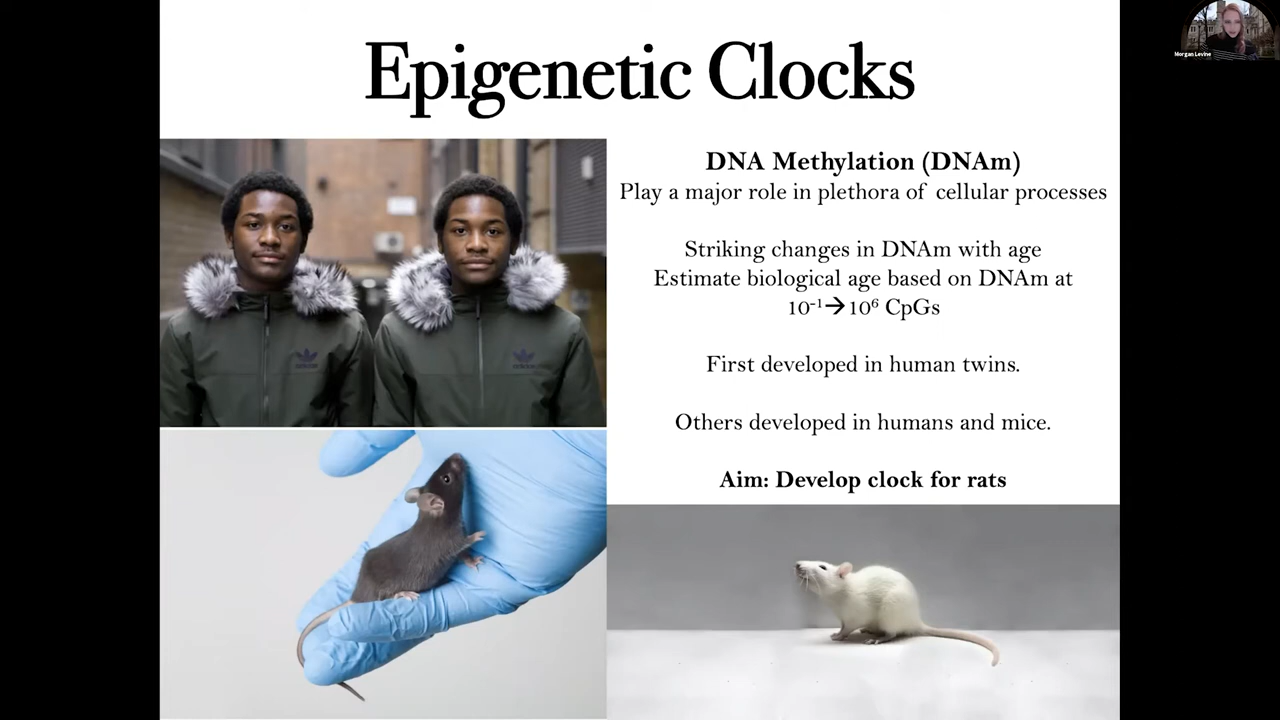 Epigenetic Clocks
Morgan Levine
DNA Methylation (DNAm)
Play a major role in plethora of cellular processes
Striking changes in DNAm with age
Estimate biological age based on DNAm at
10⁻¹→10⁶ CpGs
First developed in human twins.
Others developed in humans and mice.
Aim: Develop clock for rats
adidas
adidas